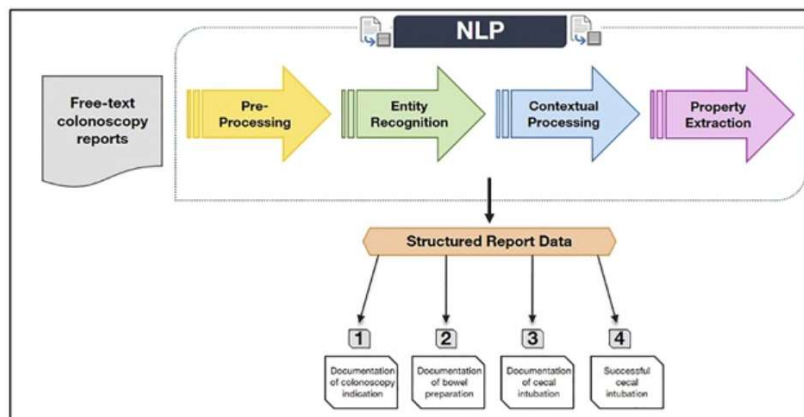 NLP
Free-text
colonoscopy
reports
Pre-
Processing
Entity
Recognition
Contextual
Processing
Property
Extraction
Structured Report Data
1
2
3
4
Documentation
of colonoscopy
indication
Documentation
of bowel
preparation
Documentation
of cecal
intubation
Successful
cecal
intubation